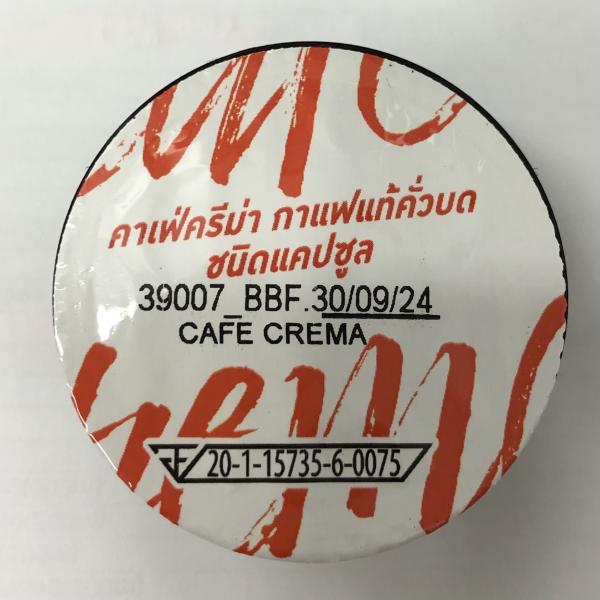 คาเฟ่ครีม่า กาแฟแท้คั่วบด
ชนิดแคปซูล
39007_BBF.30/09/24
CAFE CREMA
20-1-15735-6-0075